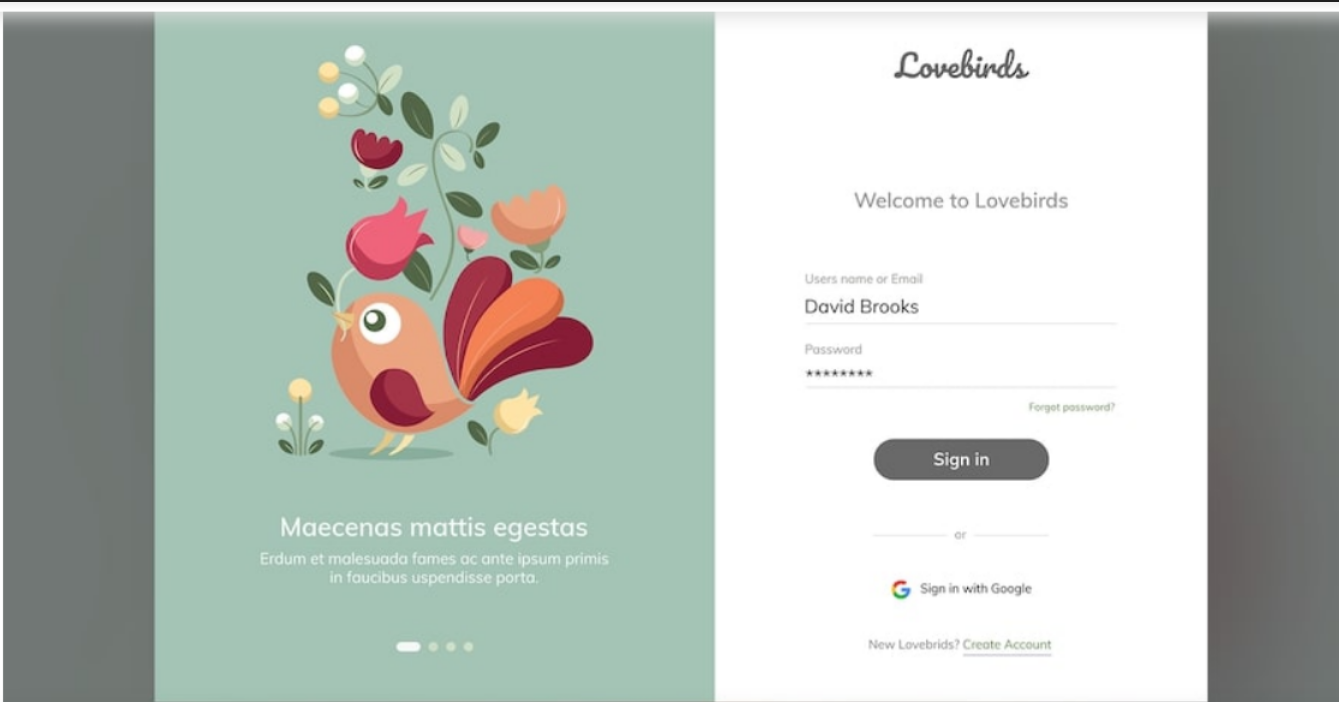 Lovebirds
Welcome to Lovebirds
Users name or Email
David Brooks
Password
********
Forgot password?
Sign in
or
Sign in with Google
New Lovebrids? Create Account
Maecenas mattis egestas
Erdum et malesuada fames ac ante ipsum primis
in faucibus uspendisse porta.